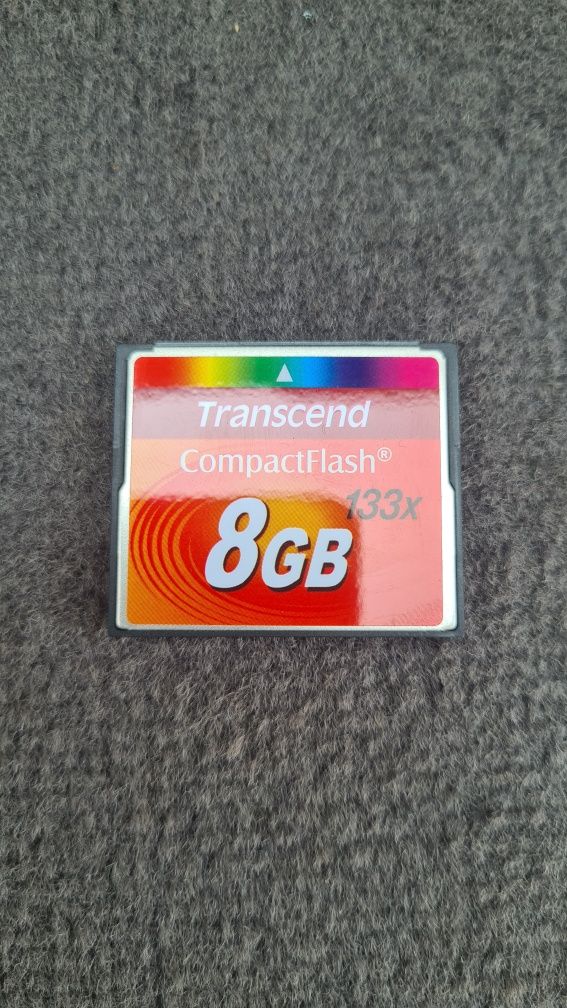 Transcend
CompactFlash®
133x
8GB